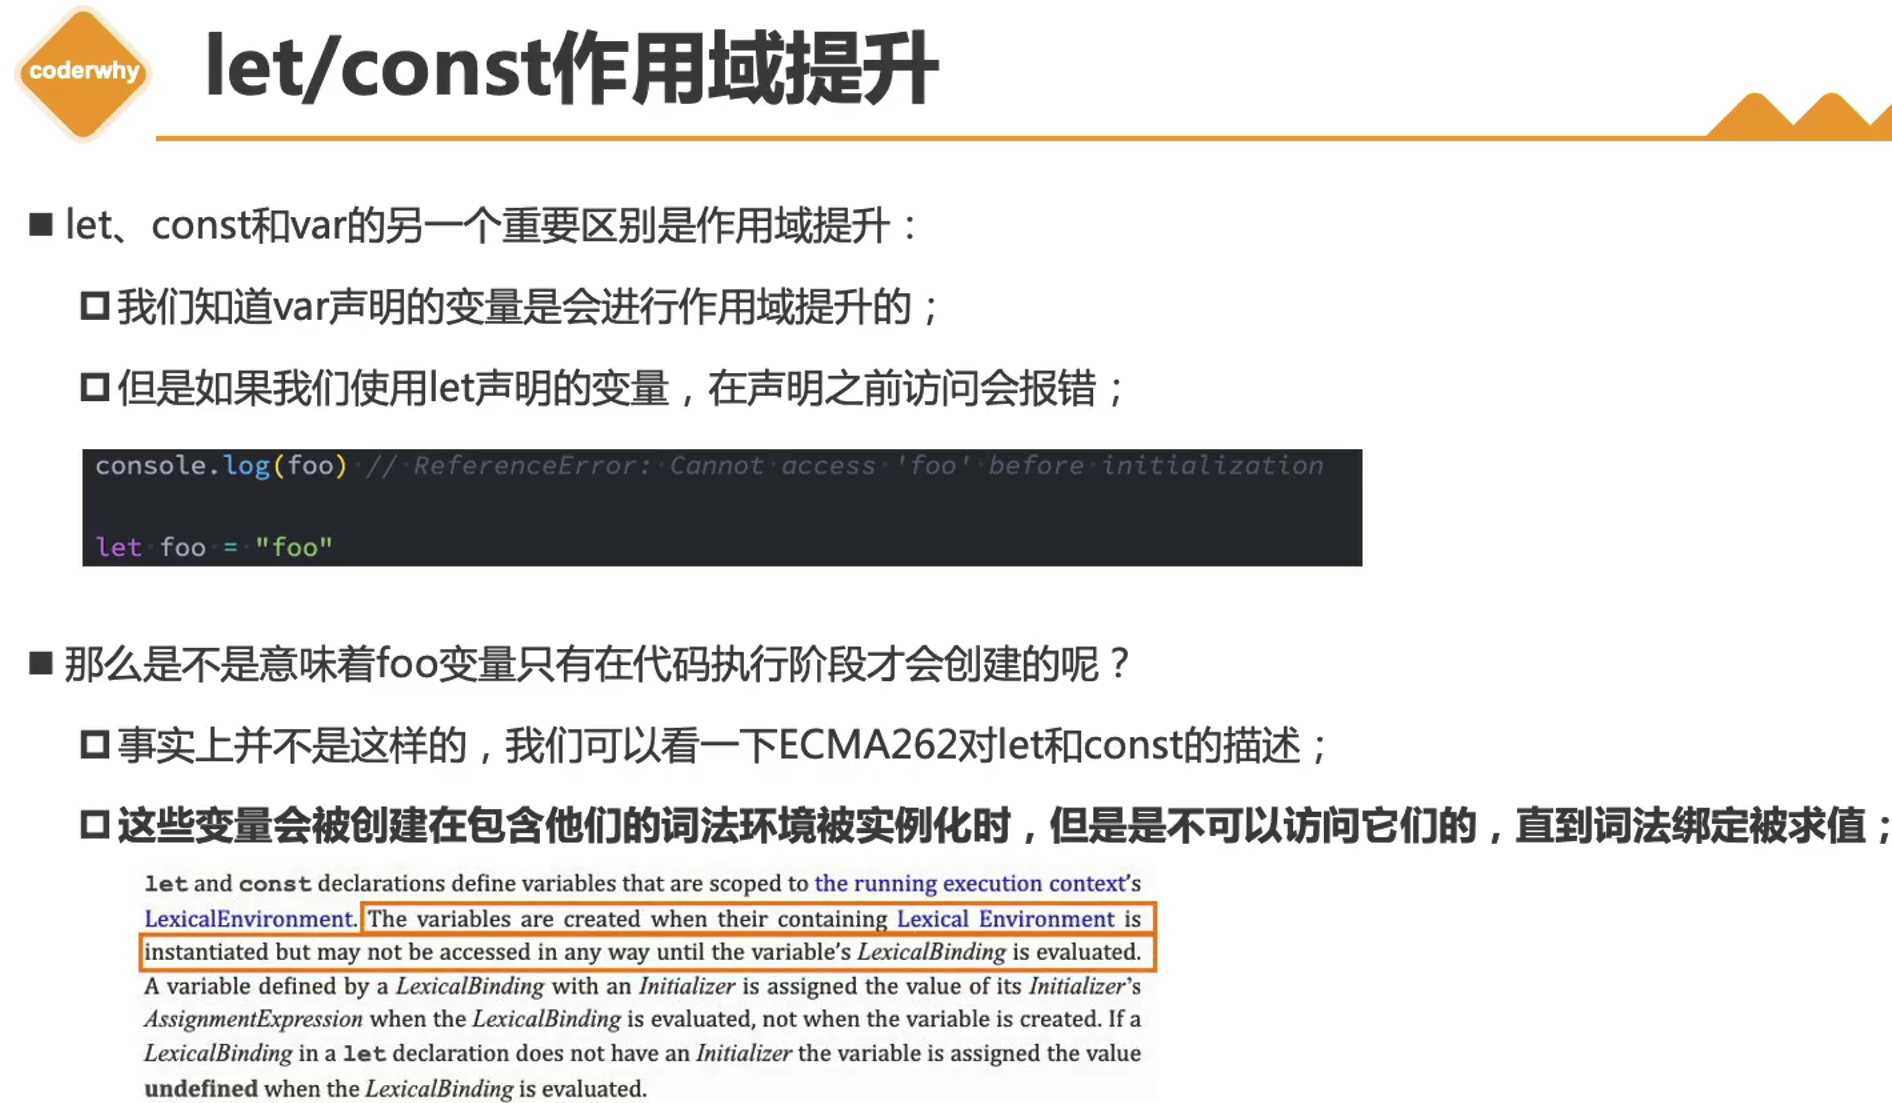 coderwhy
let/const作用域提升
let、const和var的另一个重要区别是作用域提升：
我们知道var声明的变量是会进行作用域提升的；
但是如果我们使用let声明的变量，在声明之前访问会报错；
console.log(foo) // ReferenceError: Cannot access 'foo' before initialization
let foo = "foo"
那么是不是意味着foo变量只有在代码执行阶段才会创建的呢？
事实上并不是这样的，我们可以看一下ECMA262对let和const的描述；
这些变量会被创建在包含他们的词法环境被实例化时，但是是不可以访问它们的，直到词法绑定被求值；
let and const declarations define variables that are scoped to the running execution context's
LexicalEnvironment. The variables are created when their containing Lexical Environment is
instantiated but may not be accessed in any way until the variable's LexicalBinding is evaluated.
A variable defined by a LexicalBinding with an Initializer is assigned the value of its Initializer's
AssignmentExpression when the LexicalBinding is evaluated, not when the variable is created. If a
LexicalBinding in a let declaration does not have an Initializer the variable is assigned the value
undefined when the LexicalBinding is evaluated.